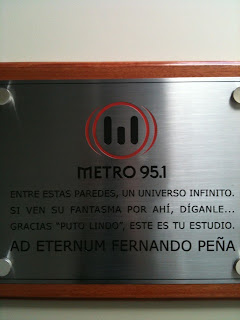 METRO 95.1
ENTRE ESTAS PAREDES, UN UNIVERSO INFINITO.
SI VEN SU FANTASMA POR AHÍ, DÍGANLE...
GRACIAS "PUTO LINDO", ESTE ES TU ESTUDIO.
AD ETERNUM FERNANDO PEÑA